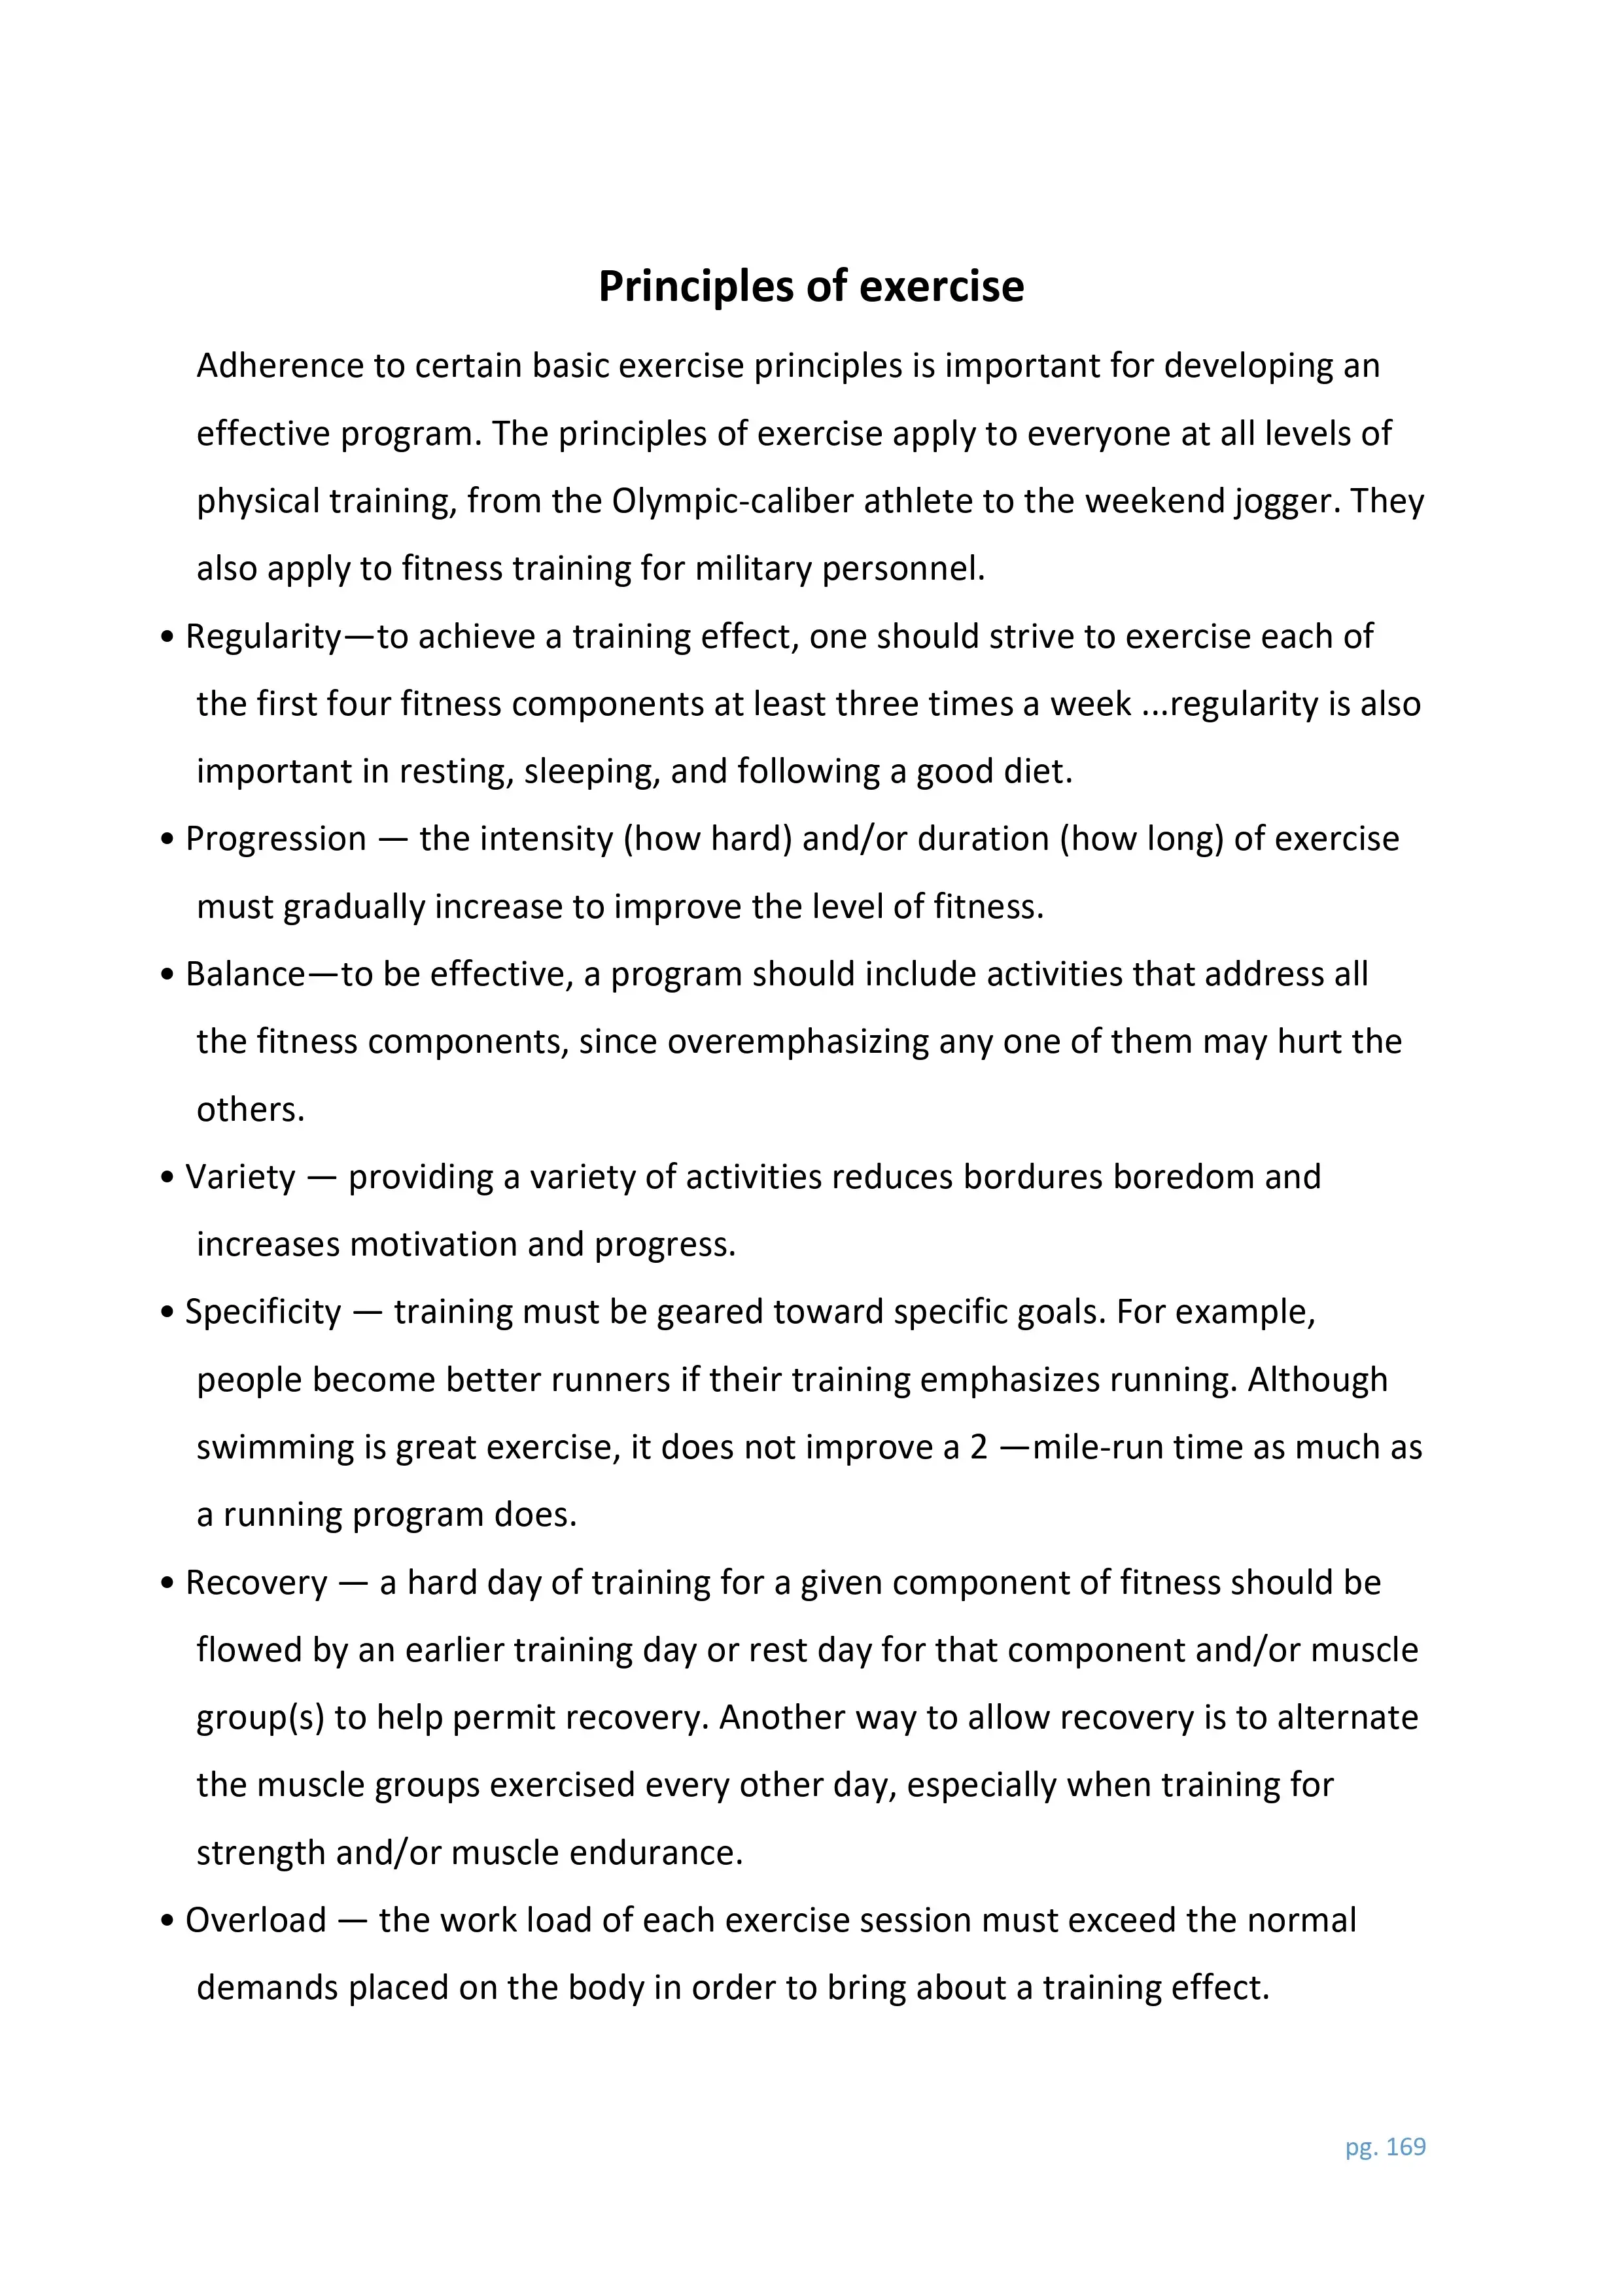 Principles of exercise
Adherence to certain basic exercise principles is important for developing an
effective program. The principles of exercise apply to everyone at all levels of
physical training, from the Olympic-caliber athlete to the weekend jogger. They
also apply to fitness training for military personnel.
• Regularity—to achieve a training effect, one should strive to exercise each of
the first four fitness components at least three times a week ...regularity is also
important in resting, sleeping, and following a good diet.
• Progression — the intensity (how hard) and/or duration (how long) of exercise
must gradually increase to improve the level of fitness.
• Balance—to be effective, a program should include activities that address all
the fitness components, since overemphasizing any one of them may hurt the
others.
• Variety — providing a variety of activities reduces bordures boredom and
increases motivation and progress.
• Specificity — training must be geared toward specific goals. For example,
people become better runners if their training emphasizes running. Although
swimming is great exercise, it does not improve a 2 —mile-run time as much as
a running program does.
• Recovery — a hard day of training for a given component of fitness should be
flowed by an earlier training day or rest day for that component and/or muscle
group(s) to help permit recovery. Another way to allow recovery is to alternate
the muscle groups exercised every other day, especially when training for
strength and/or muscle endurance.
• Overload — the work load of each exercise session must exceed the normal
demands placed on the body in order to bring about a training effect.
pg. 169